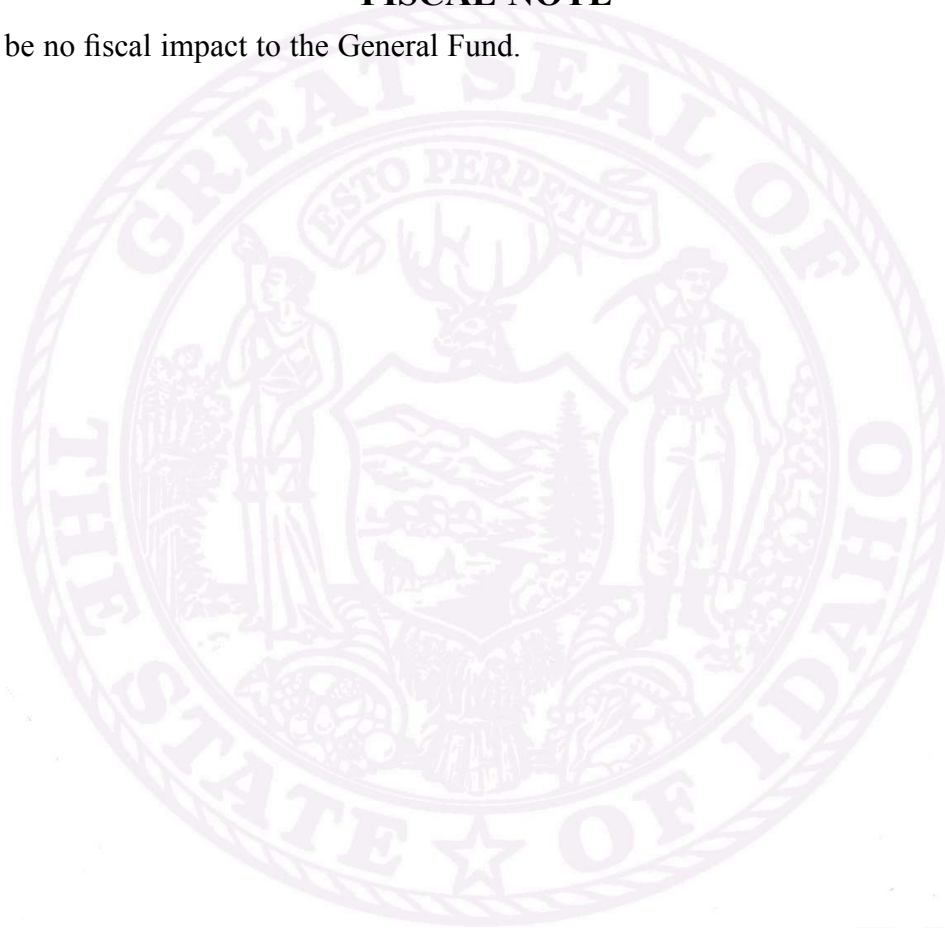 FISCAL NOTE
be no fiscal impact to the General Fund.
GREAT SEAL OF
ESTO PERPETUA
THE STATE OF IDAHO